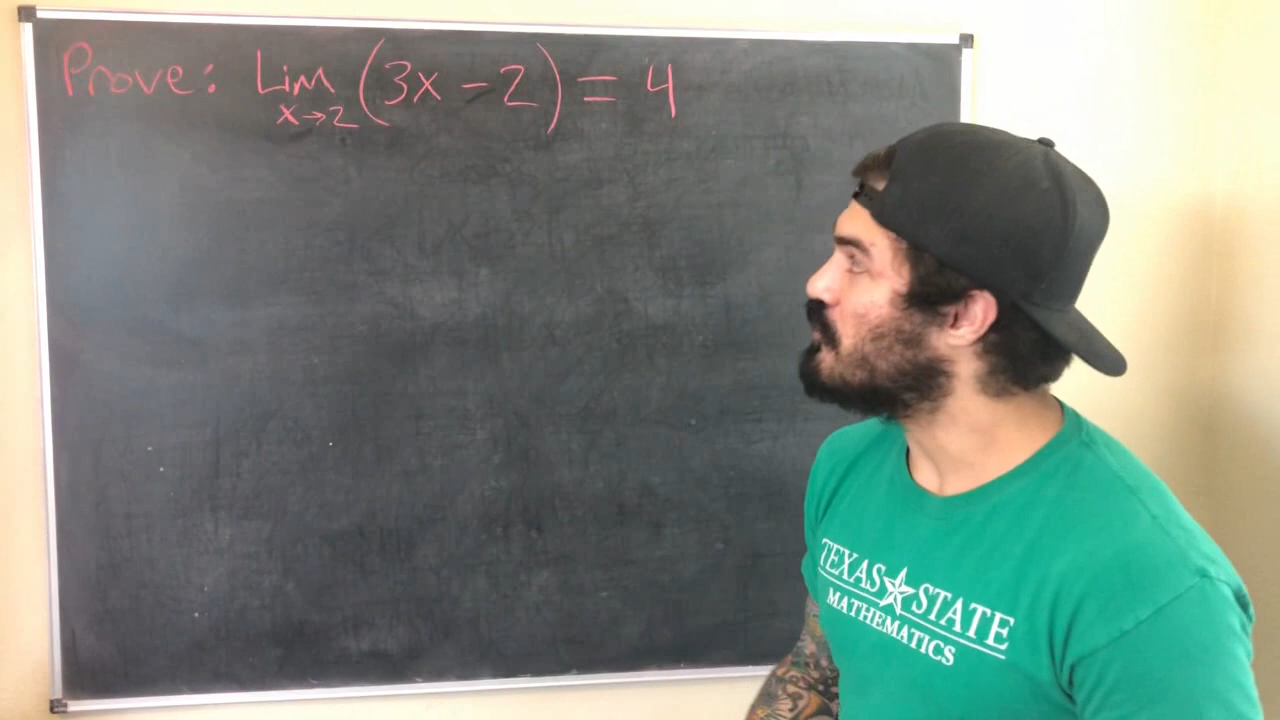 Prove: Lim (3x - 2) = 4
x→2
TEXAS STATE
MATHEMATICS